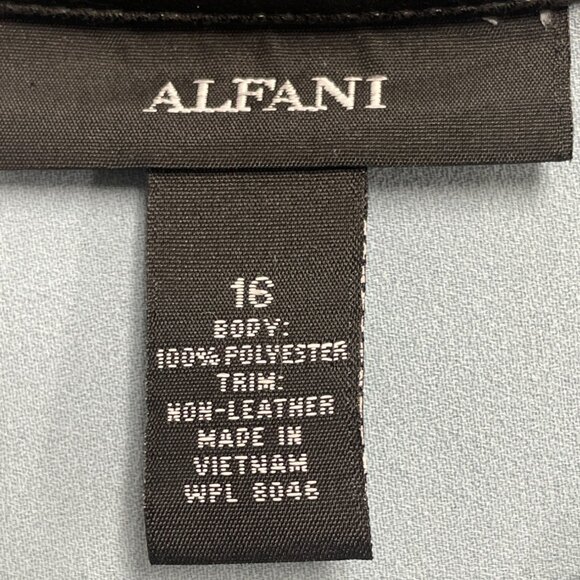 ALFANI
16
BODY:
100% POLYESTER
TRIM:
NON-LEATHER
MADE IN
VIETNAM
WPL 8046